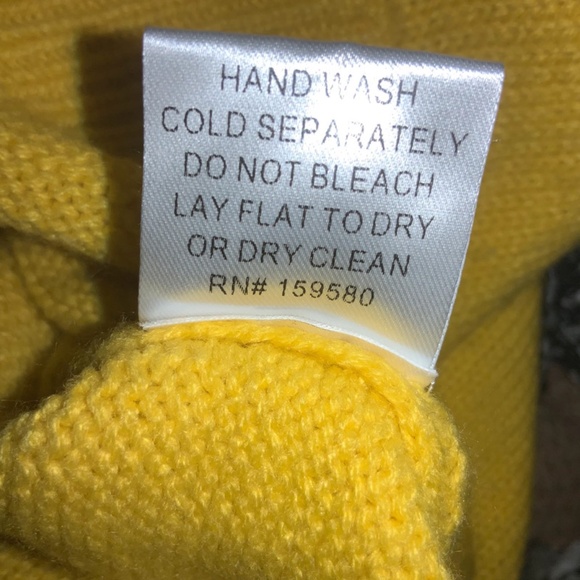 HAND WASH
COLD SEPARATELY
DO NOT BLEACH
LAY FLAT TO DRY
OR DRY CLEAN
RN# 159580